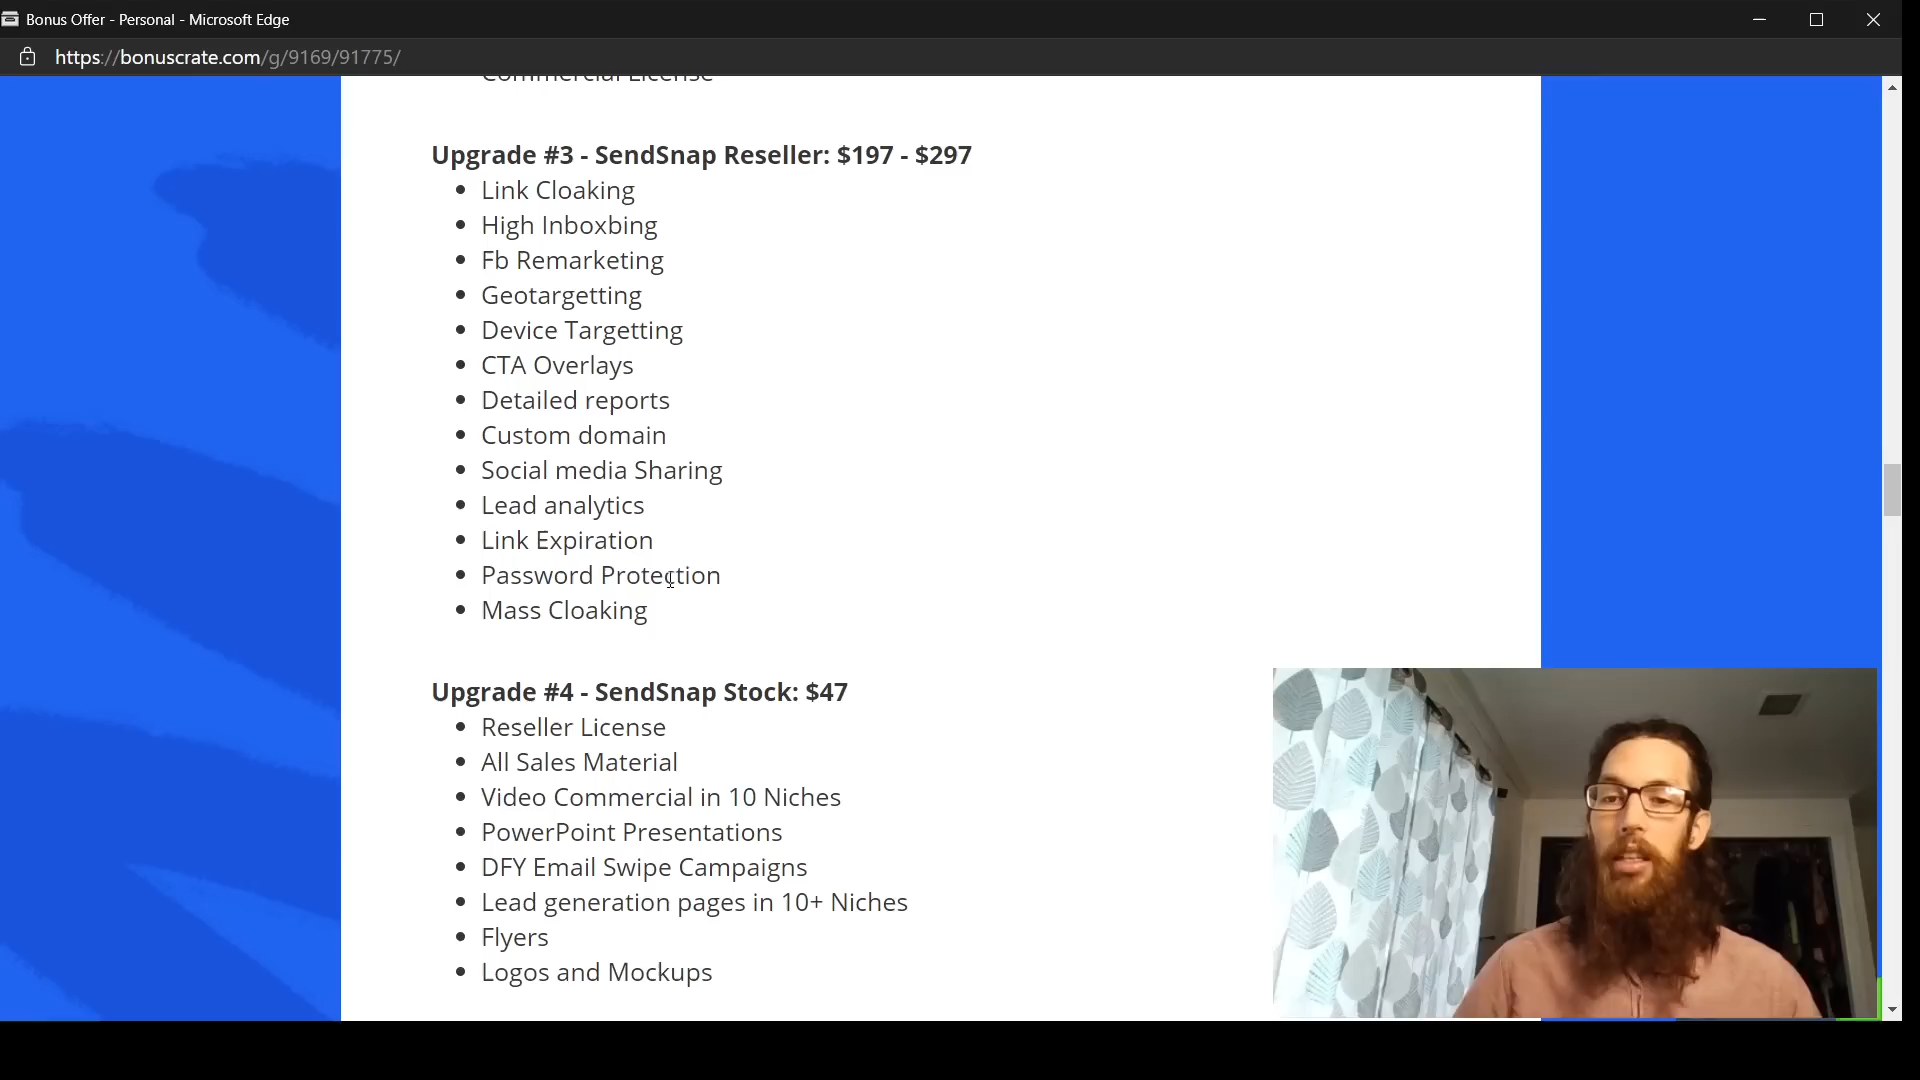 Bonus Offer - Personal - Microsoft Edge
https://bonuscrate.com/g/9169/91775/
Commercial License
Upgrade #3 - SendSnap Reseller: $197 - $297
Link Cloaking
High Inboxbing
Fb Remarketing
Geotargetting
Device Targetting
CTA Overlays
Detailed reports
Custom domain
Social media Sharing
Lead analytics
Link Expiration
Password Protection
Mass Cloaking
Upgrade #4 - SendSnap Stock: $47
Reseller License
All Sales Material
Video Commercial in 10 Niches
PowerPoint Presentations
DFY Email Swipe Campaigns
Lead generation pages in 10+ Niches
Flyers
Logos and Mockups